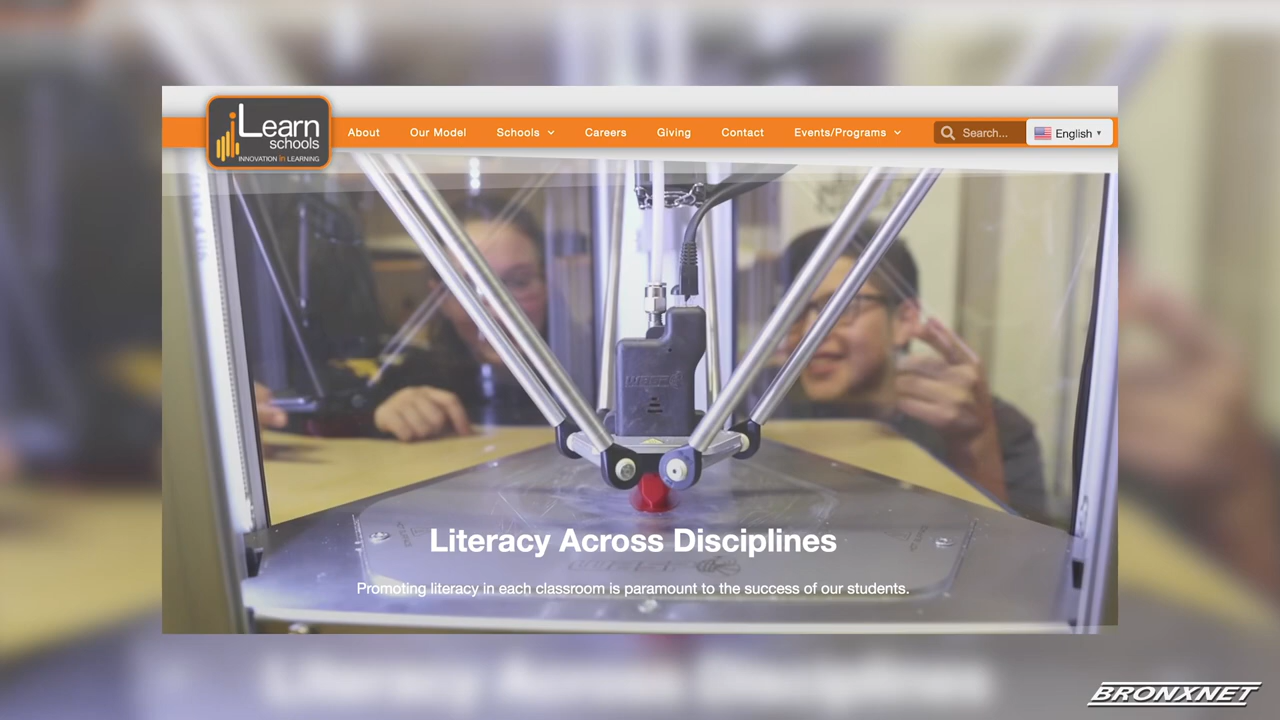 iLearn
schools
INNOVATION in LEARNING
About
Our Model
Schools
Careers
Giving
Contact
Events/Programs
Search...
English
Literacy Across Disciplines
Promoting literacy in each classroom is paramount to the success of our students.
BRONXNET